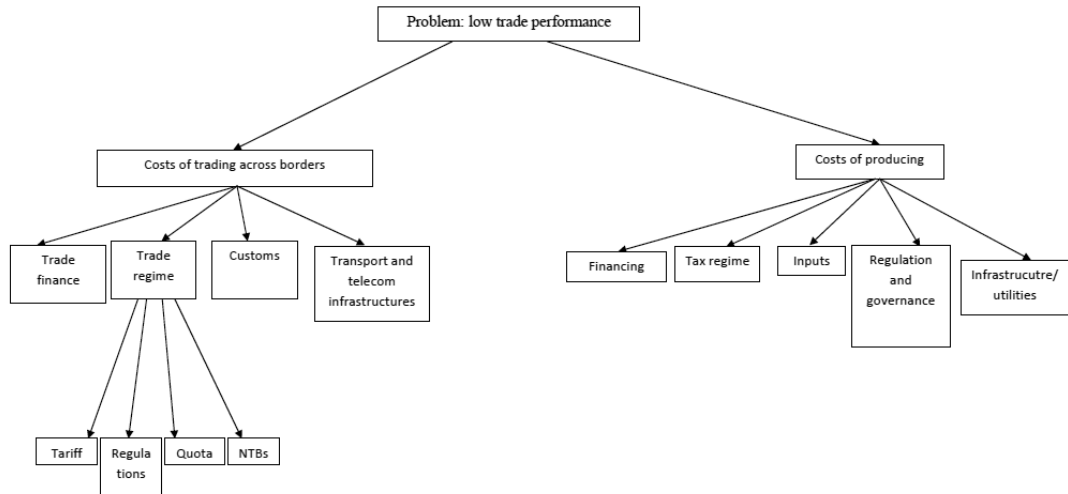 Problem: low trade performance
Costs of trading across borders
Costs of producing
Trade
finance
Trade
regime
Customs
Transport and
telecom
infrastructures
Financing
Tax regime
Inputs
Regulation
and
governance
Infrastrucutre/
utilities
Tariff
Regula
tions
Quota
NTBs